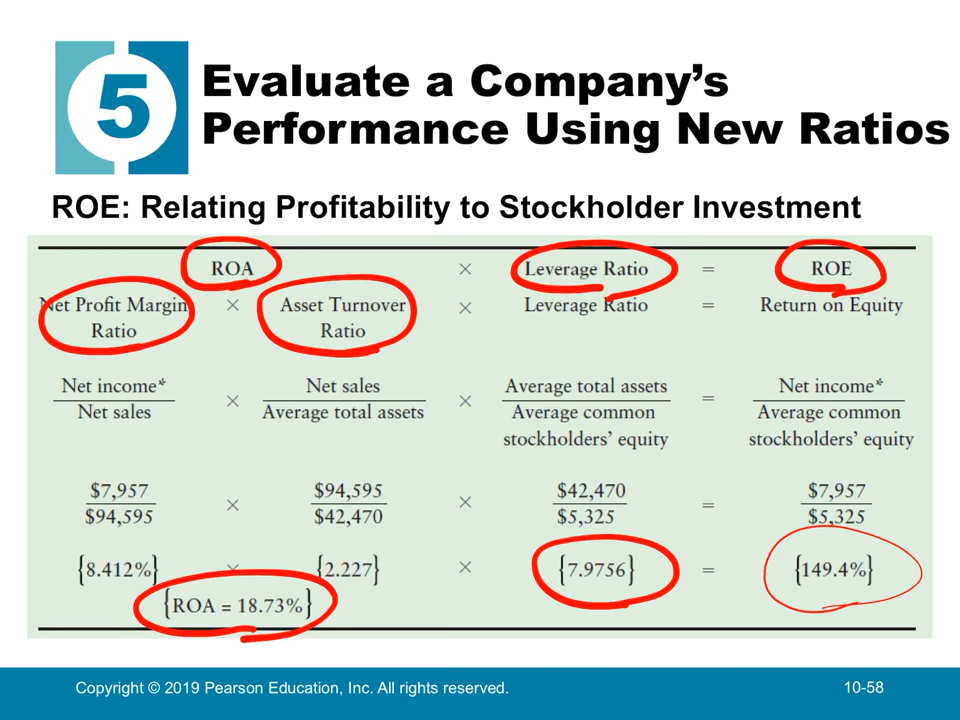 5
Evaluate a Company's
Performance Using New Ratios
ROE: Relating Profitability to Stockholder Investment
ROA × Leverage Ratio = ROE
Net Profit Margin Ratio × Asset Turnover Ratio × Leverage Ratio = Return on Equity
Net income* / Net sales × Net sales / Average total assets × Average total assets / Average common stockholders' equity = Net income* / Average common stockholders' equity
$7,957 / $94,595 × $94,595 / $42,470 × $42,470 / $5,325 = $7,957 / $5,325
{8.412%} × {2.227} × {7.9756} = {149.4%}
{ROA = 18.73%}
Copyright © 2019 Pearson Education, Inc. All rights reserved.
10-58